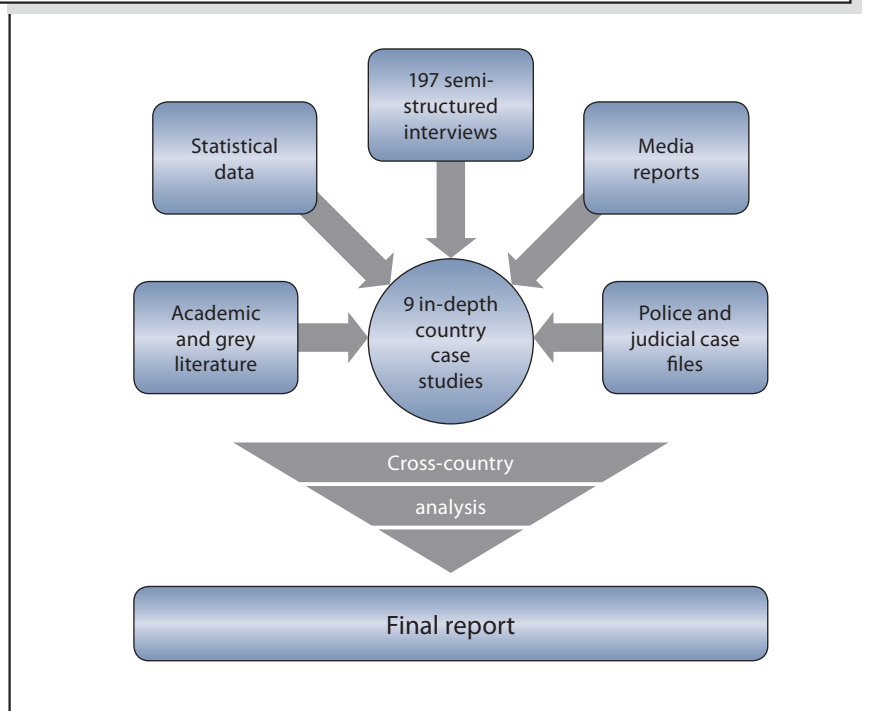 197 semi-
structured
interviews
Statistical
data
Media
reports
Academic
and grey
literature
9 in-depth
country
case
studies
Police and
judicial case
files
Cross-country
analysis
Final report